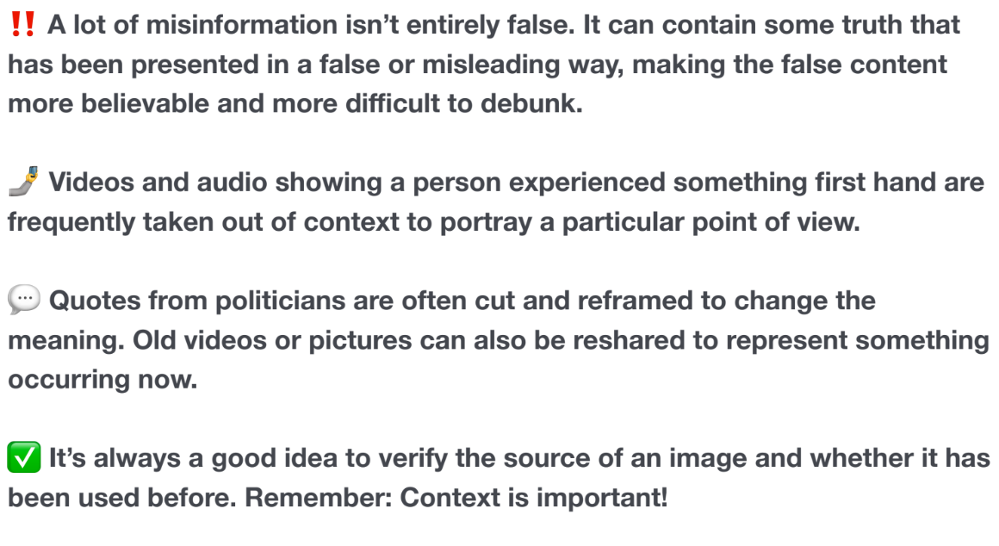 ‼️ A lot of misinformation isn’t entirely false. It can contain some truth that
has been presented in a false or misleading way, making the false content
more believable and more difficult to debunk.
🤳 Videos and audio showing a person experienced something first hand are
frequently taken out of context to portray a particular point of view.
💬 Quotes from politicians are often cut and reframed to change the
meaning. Old videos or pictures can also be reshared to represent something
occurring now.
✅ It’s always a good idea to verify the source of an image and whether it has
been used before. Remember: Context is important!